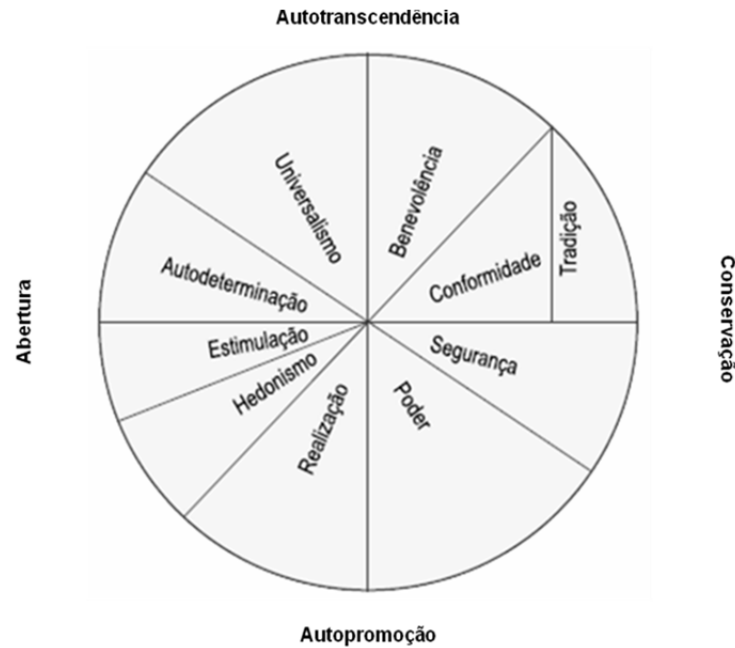 Autotranscendência
Universalismo
Benevolência
Tradição
Conformidade
Autodeterminação
Abertura
Conservação
Estimulação
Segurança
Hedonismo
Poder
Realização
Autopromoção